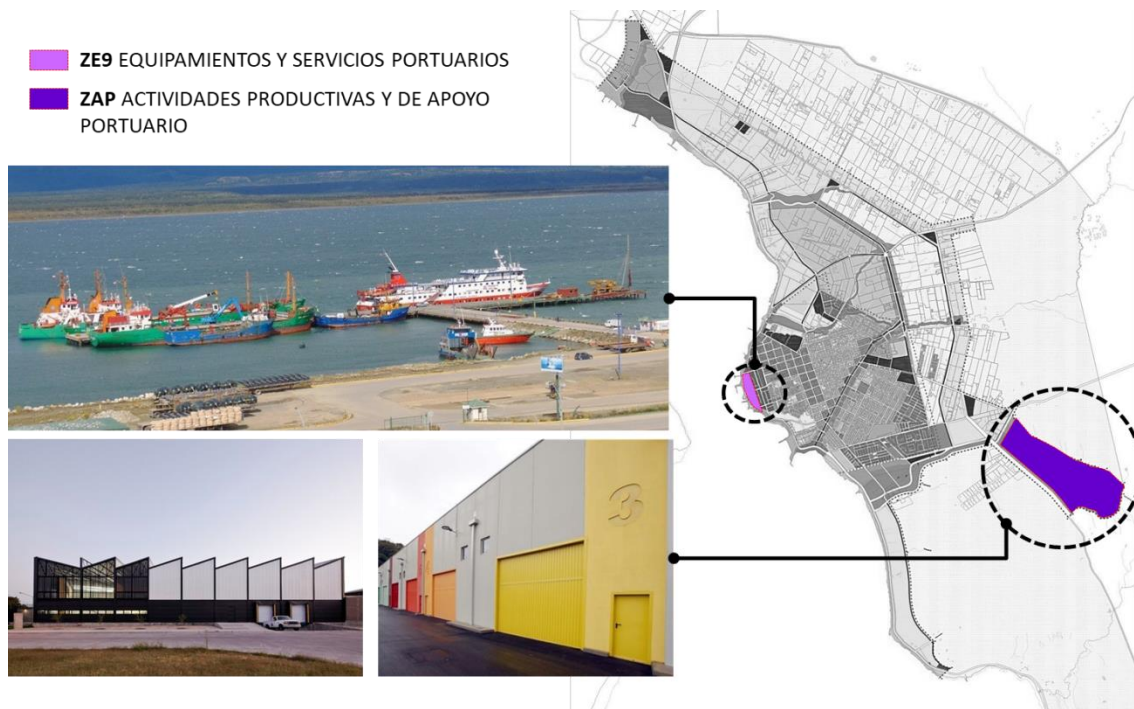 ZE9 EQUIPAMIENTOS Y SERVICIOS PORTUARIOS
ZAP ACTIVIDADES PRODUCTIVAS Y DE APOYO
PORTUARIO